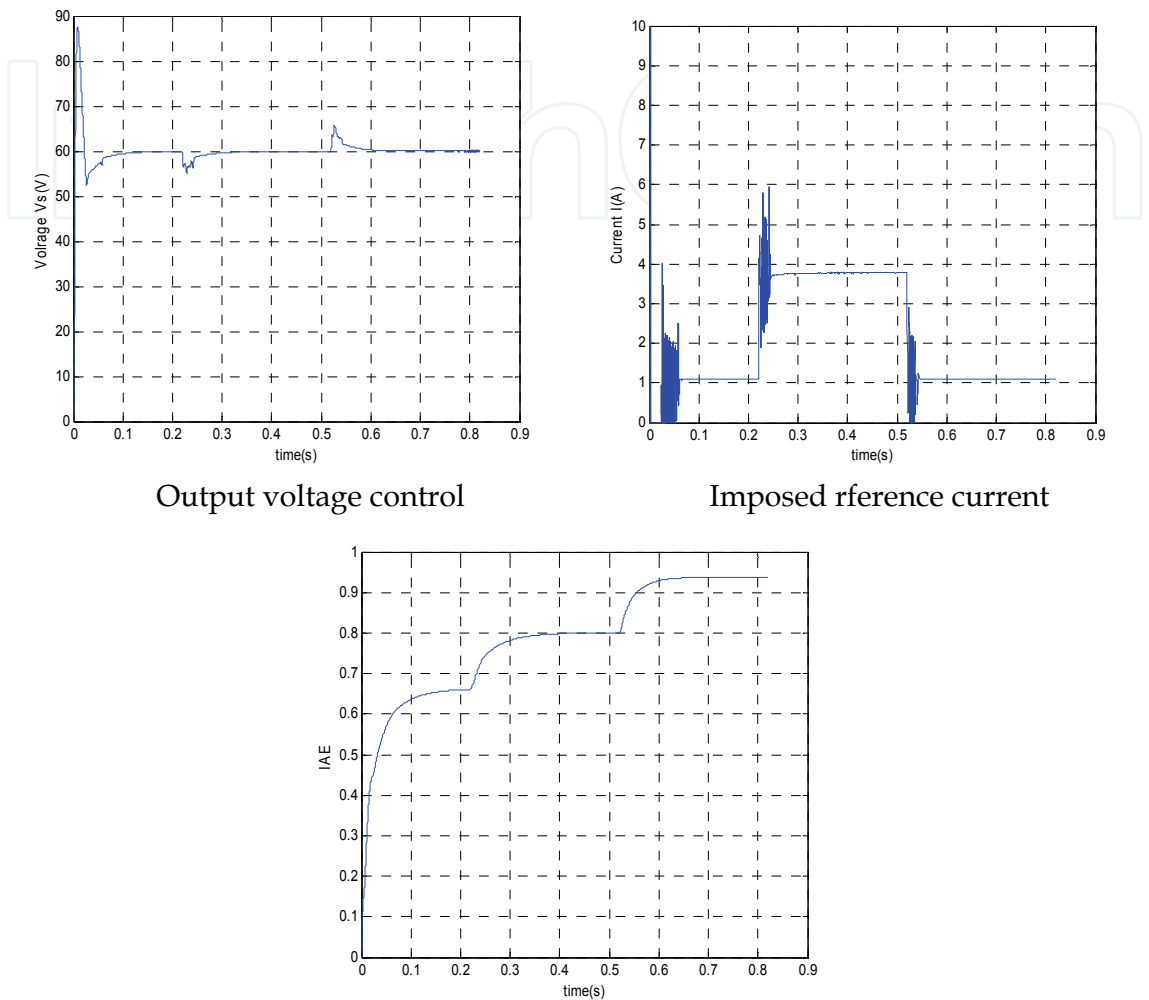 90
80
70
60
50
40
30
20
10
0
Volrage Vs(V)
0 0.1 0.2 0.3 0.4 0.5 0.6 0.7 0.8 0.9
time(s)
Output voltage control
10
9
8
7
6
5
4
3
2
1
0
Current I(A)
0 0.1 0.2 0.3 0.4 0.5 0.6 0.7 0.8 0.9
time(s)
Imposed rference current
1
0.9
0.8
0.7
0.6
0.5
0.4
0.3
0.2
0.1
0
IAE
0 0.1 0.2 0.3 0.4 0.5 0.6 0.7 0.8 0.9
time(s)